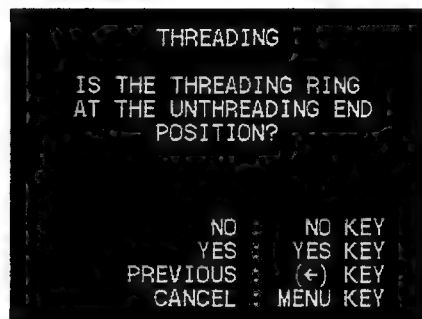 THREADING
IS THE THREADING RING
AT THE UNTHREADING END
POSITION?
NO : NO KEY
YES : YES KEY
PREVIOUS : (←) KEY
CANCEL : MENU KEY